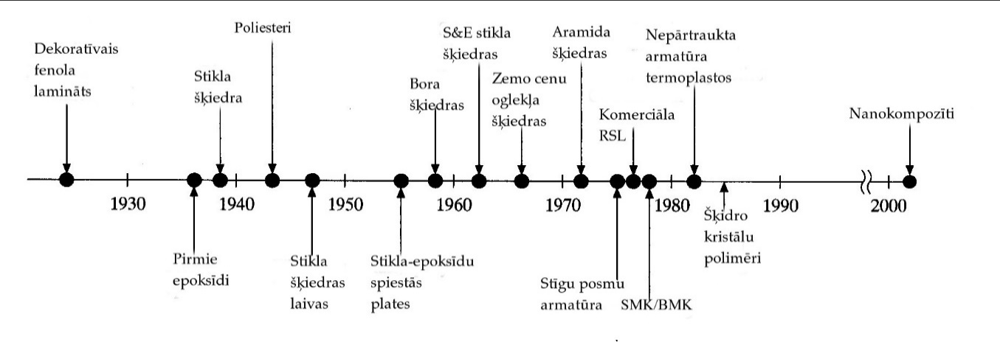 Poliesteri
Dekoratīvais
fenola
lamināts
Stikla
šķiedra
S&E stikla
šķiedras
Bora
šķiedras
Zemo cenu
oglekļa
šķiedras
Aramida
šķiedras
Nepārtraukta
armatūra
termoplastos
Komerciāla
RSL
Nanokompozīti
1930
1940
1950
1960
1970
1980
1990
2000
Pirmie
epoksīdi
Stikla
šķiedras
laivas
Stikla-epoksīdu
spiestās
plates
Stīgu posmu
armatūra
SMK/BMK
Šķidro
kristālu
polimēri